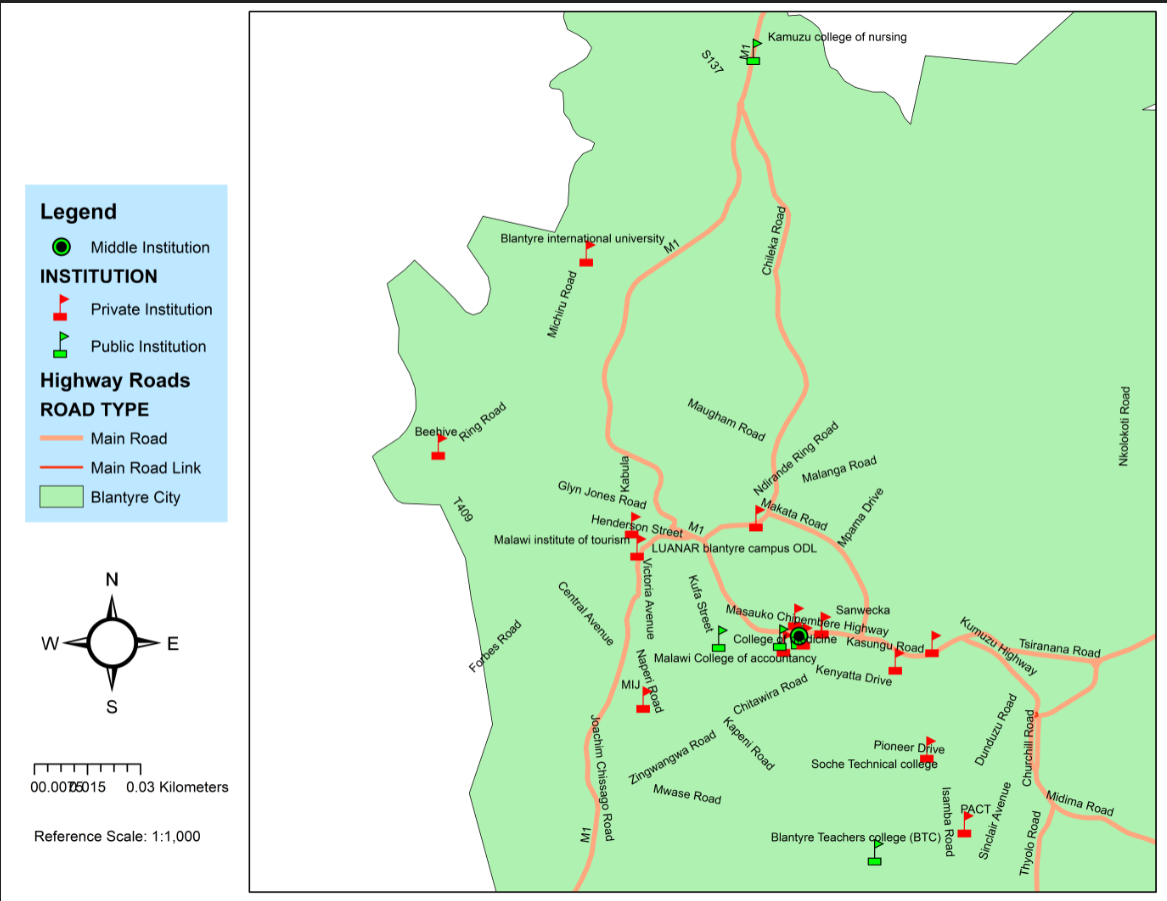 Legend
Middle Institution
INSTITUTION
Private Institution
Public Institution
Highway Roads
ROAD TYPE
Main Road
Main Road Link
Blantyre City
N
W
E
S
0.03 Kilometers
Reference Scale: 1:1,000
Kamuzu college of nursing
M1
S137
Blantyre international university
M1
Chileka Road
Michiru Road
Nkolokoti Road
Maugham Road
Beehive
Ring Road
Ndirande Ring Road
Malanga Road
Kabula
Glyn Jones Road
T409
Makata Road
Mpama Drive
Henderson Street
M1
Malawi institute of tourism
LUANAR blantyre campus ODL
Victoria Avenue
Kufa Street
Central Avenue
Masauko Chipembere Highway
Sanwecka
College of medicine
Kasungu Road
Kumuzu Highway
Tsiranana Road
Malawi College of accountancy
Forbes Road
Naperi Road
Kenyatta Drive
MIJ
Chitawira Road
Joachim Chissago Road
Kapeni Road
Zingwangwa Road
Dunduzu Road
Churchill Road
Pioneer Drive
Soche Technical college
Mwase Road
Isamba Road
PACT
Sinclair Avenue
Midima Road
M1
Blantyre Teachers college (BTC)
Thyolo Road